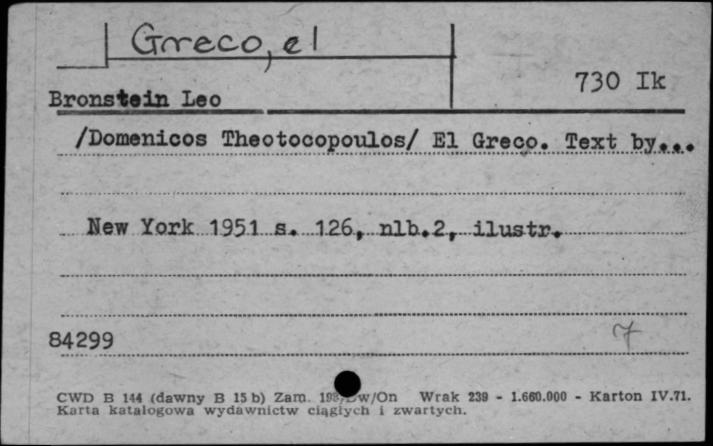 Greco, el
730 Ik
Bronstein Leo
/Domenicos Theotocopoulos/ El Greco. Text by...
New York 1951 s. 126, nlb.2, ilustr.
84299
7
CWD B 144 (dawny B 15 b) Zam. /On Wrak 239 - 1.660.000 - Karton IV.71.
Karta katalogowa wydawnictw ciągłych i zwartych.